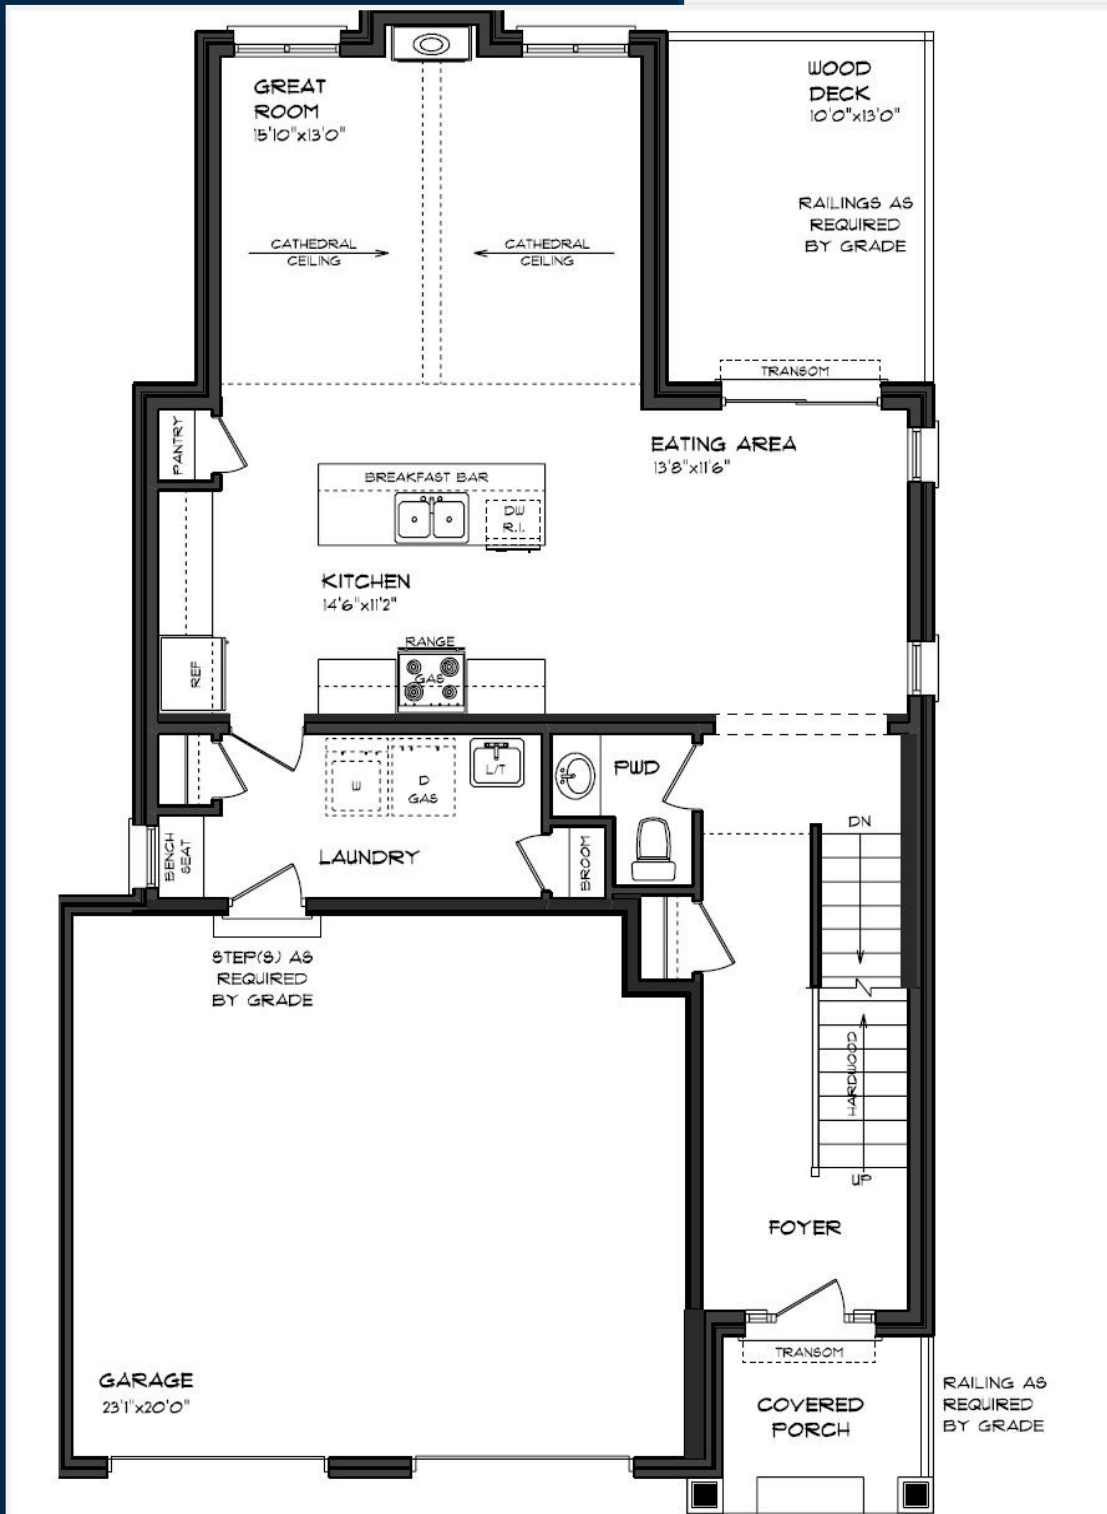 GREAT
ROOM
15'10"x13'0"
WOOD
DECK
10'0"x13'0"
RAILINGS AS
REQUIRED
BY GRADE
CATHEDRAL
CEILING
CATHEDRAL
CEILING
TRANSOM
PANTRY
EATING AREA
13'8"x11'6"
BREAKFAST BAR
DW
R.I.
KITCHEN
14'6"x11'2"
RANGE
GAS
REF
W
D
GAS
L/T
PWD
DN
BENCH
SEAT
LAUNDRY
BROOM
STEP(S) AS
REQUIRED
BY GRADE
HARDWOOD
UP
FOYER
TRANSOM
GARAGE
23'1"x20'0"
COVERED
PORCH
RAILING AS
REQUIRED
BY GRADE